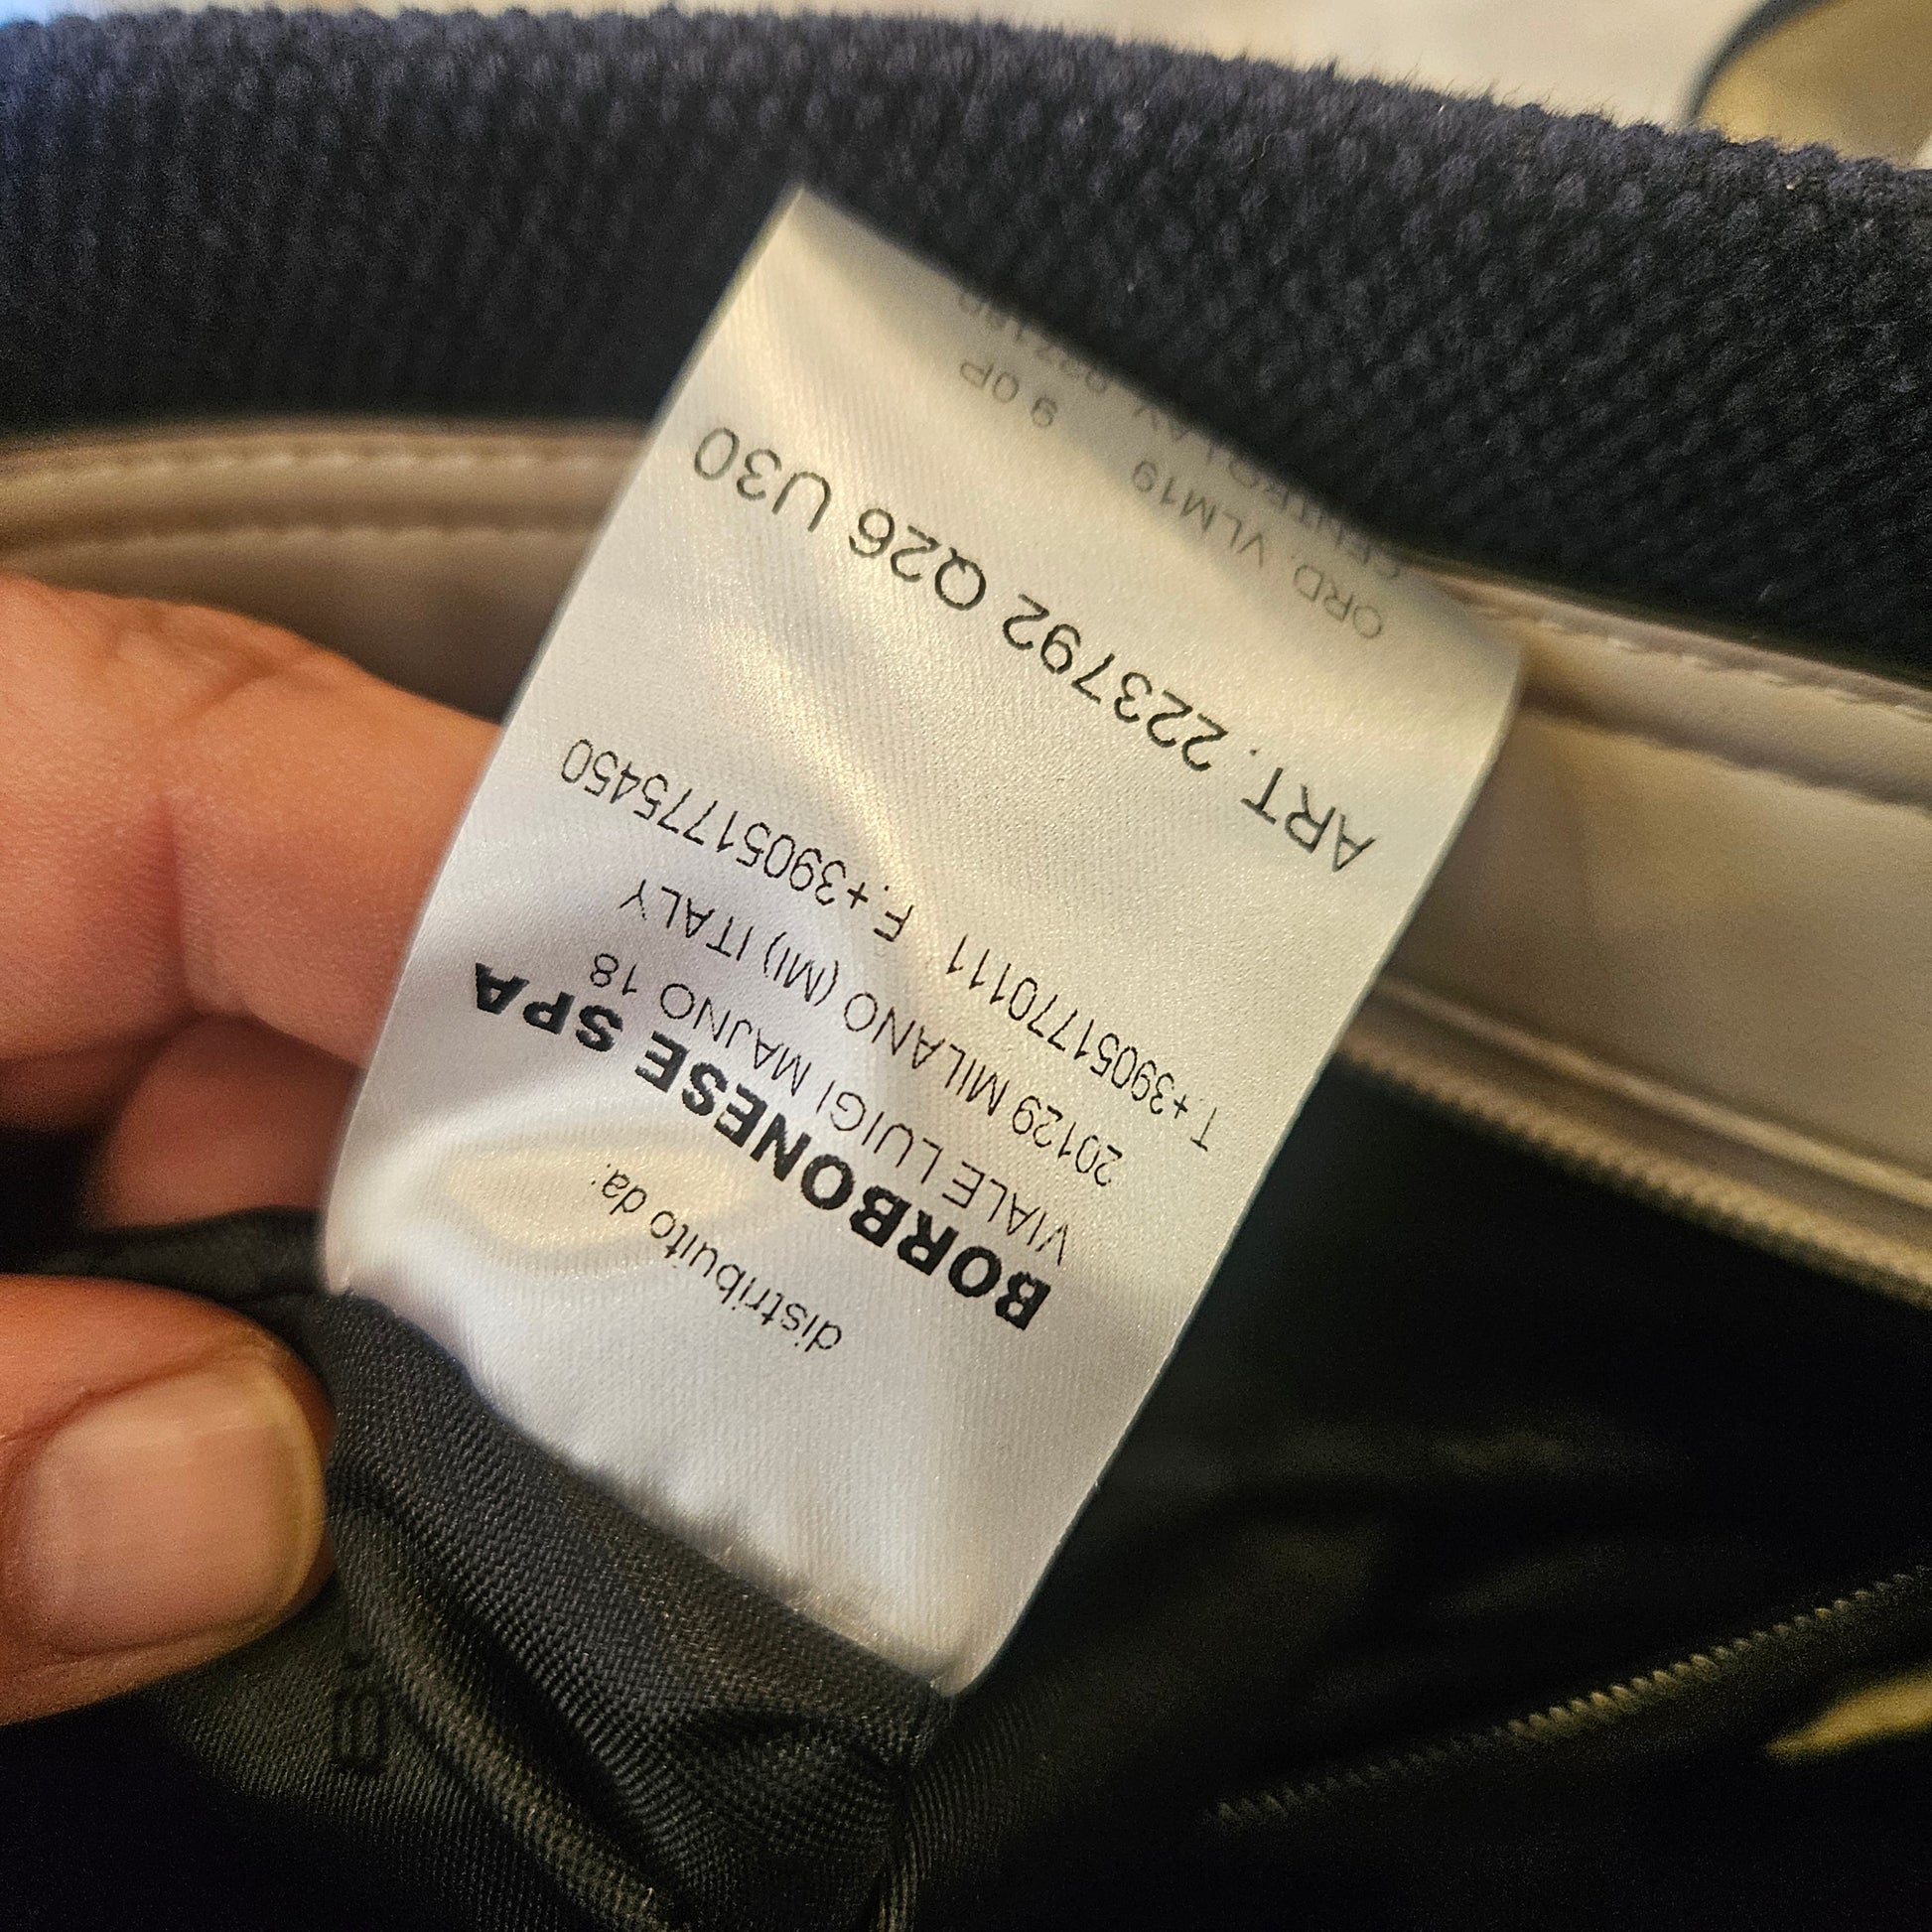 distribuito da:
BORBONESE SPA
VIALE LUIGI MAJNO 18
20129 MILANO (MI) ITALY
T.+390517770111 F.+390517775450
ART. 223792 Q26 U30
ORD. VLM19 9 0P